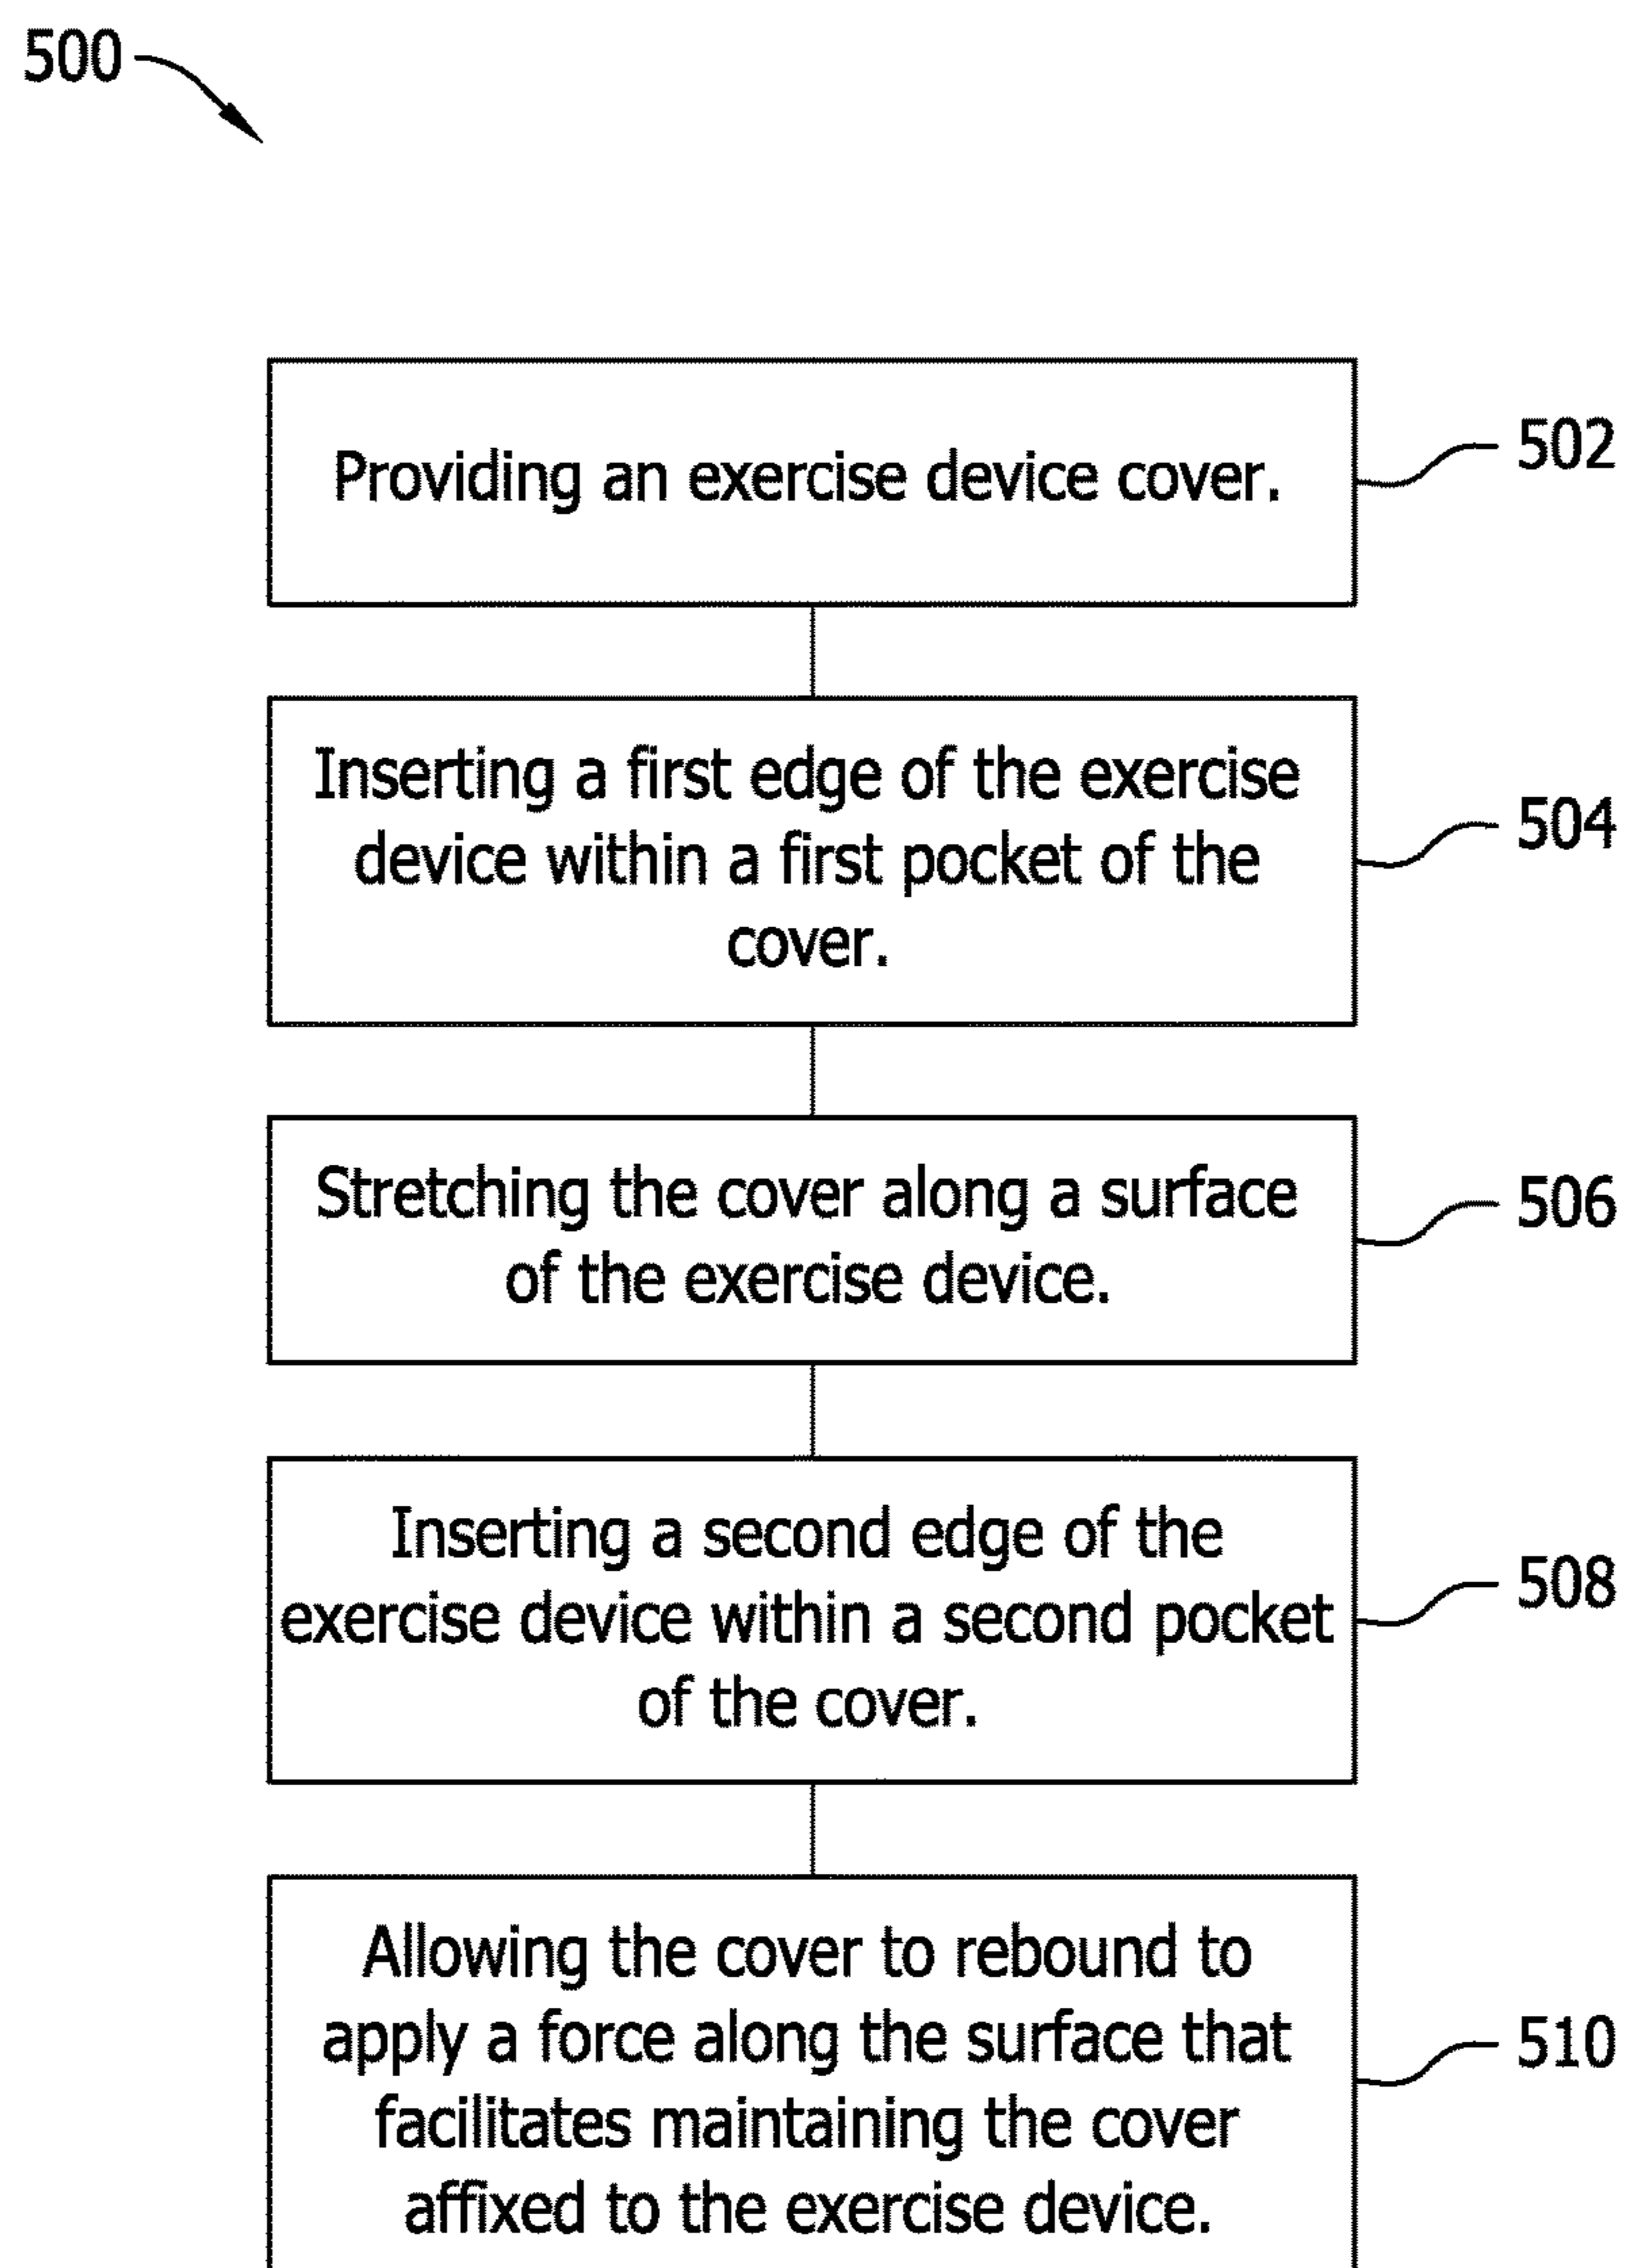 500
Providing an exercise device cover.
502
Inserting a first edge of the exercise
device within a first pocket of the
cover.
504
Stretching the cover along a surface
of the exercise device.
506
Inserting a second edge of the
exercise device within a second pocket
of the cover.
508
Allowing the cover to rebound to
apply a force along the surface that
facilitates maintaining the cover
affixed to the exercise device.
510